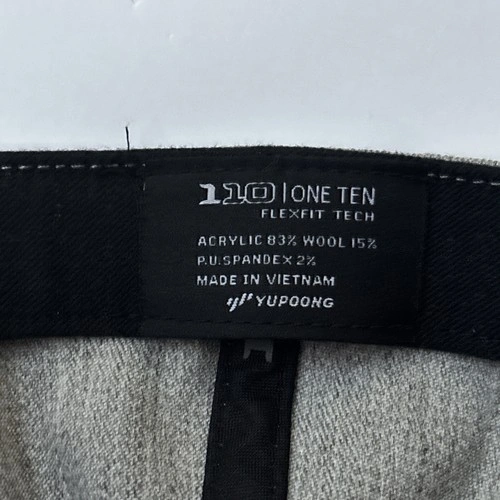 110 | ONE TEN
FLEXFIT TECH
ACRYLIC 83% WOOL 15%
P.U.SPANDEX 2%
MADE IN VIETNAM
YUPOONG